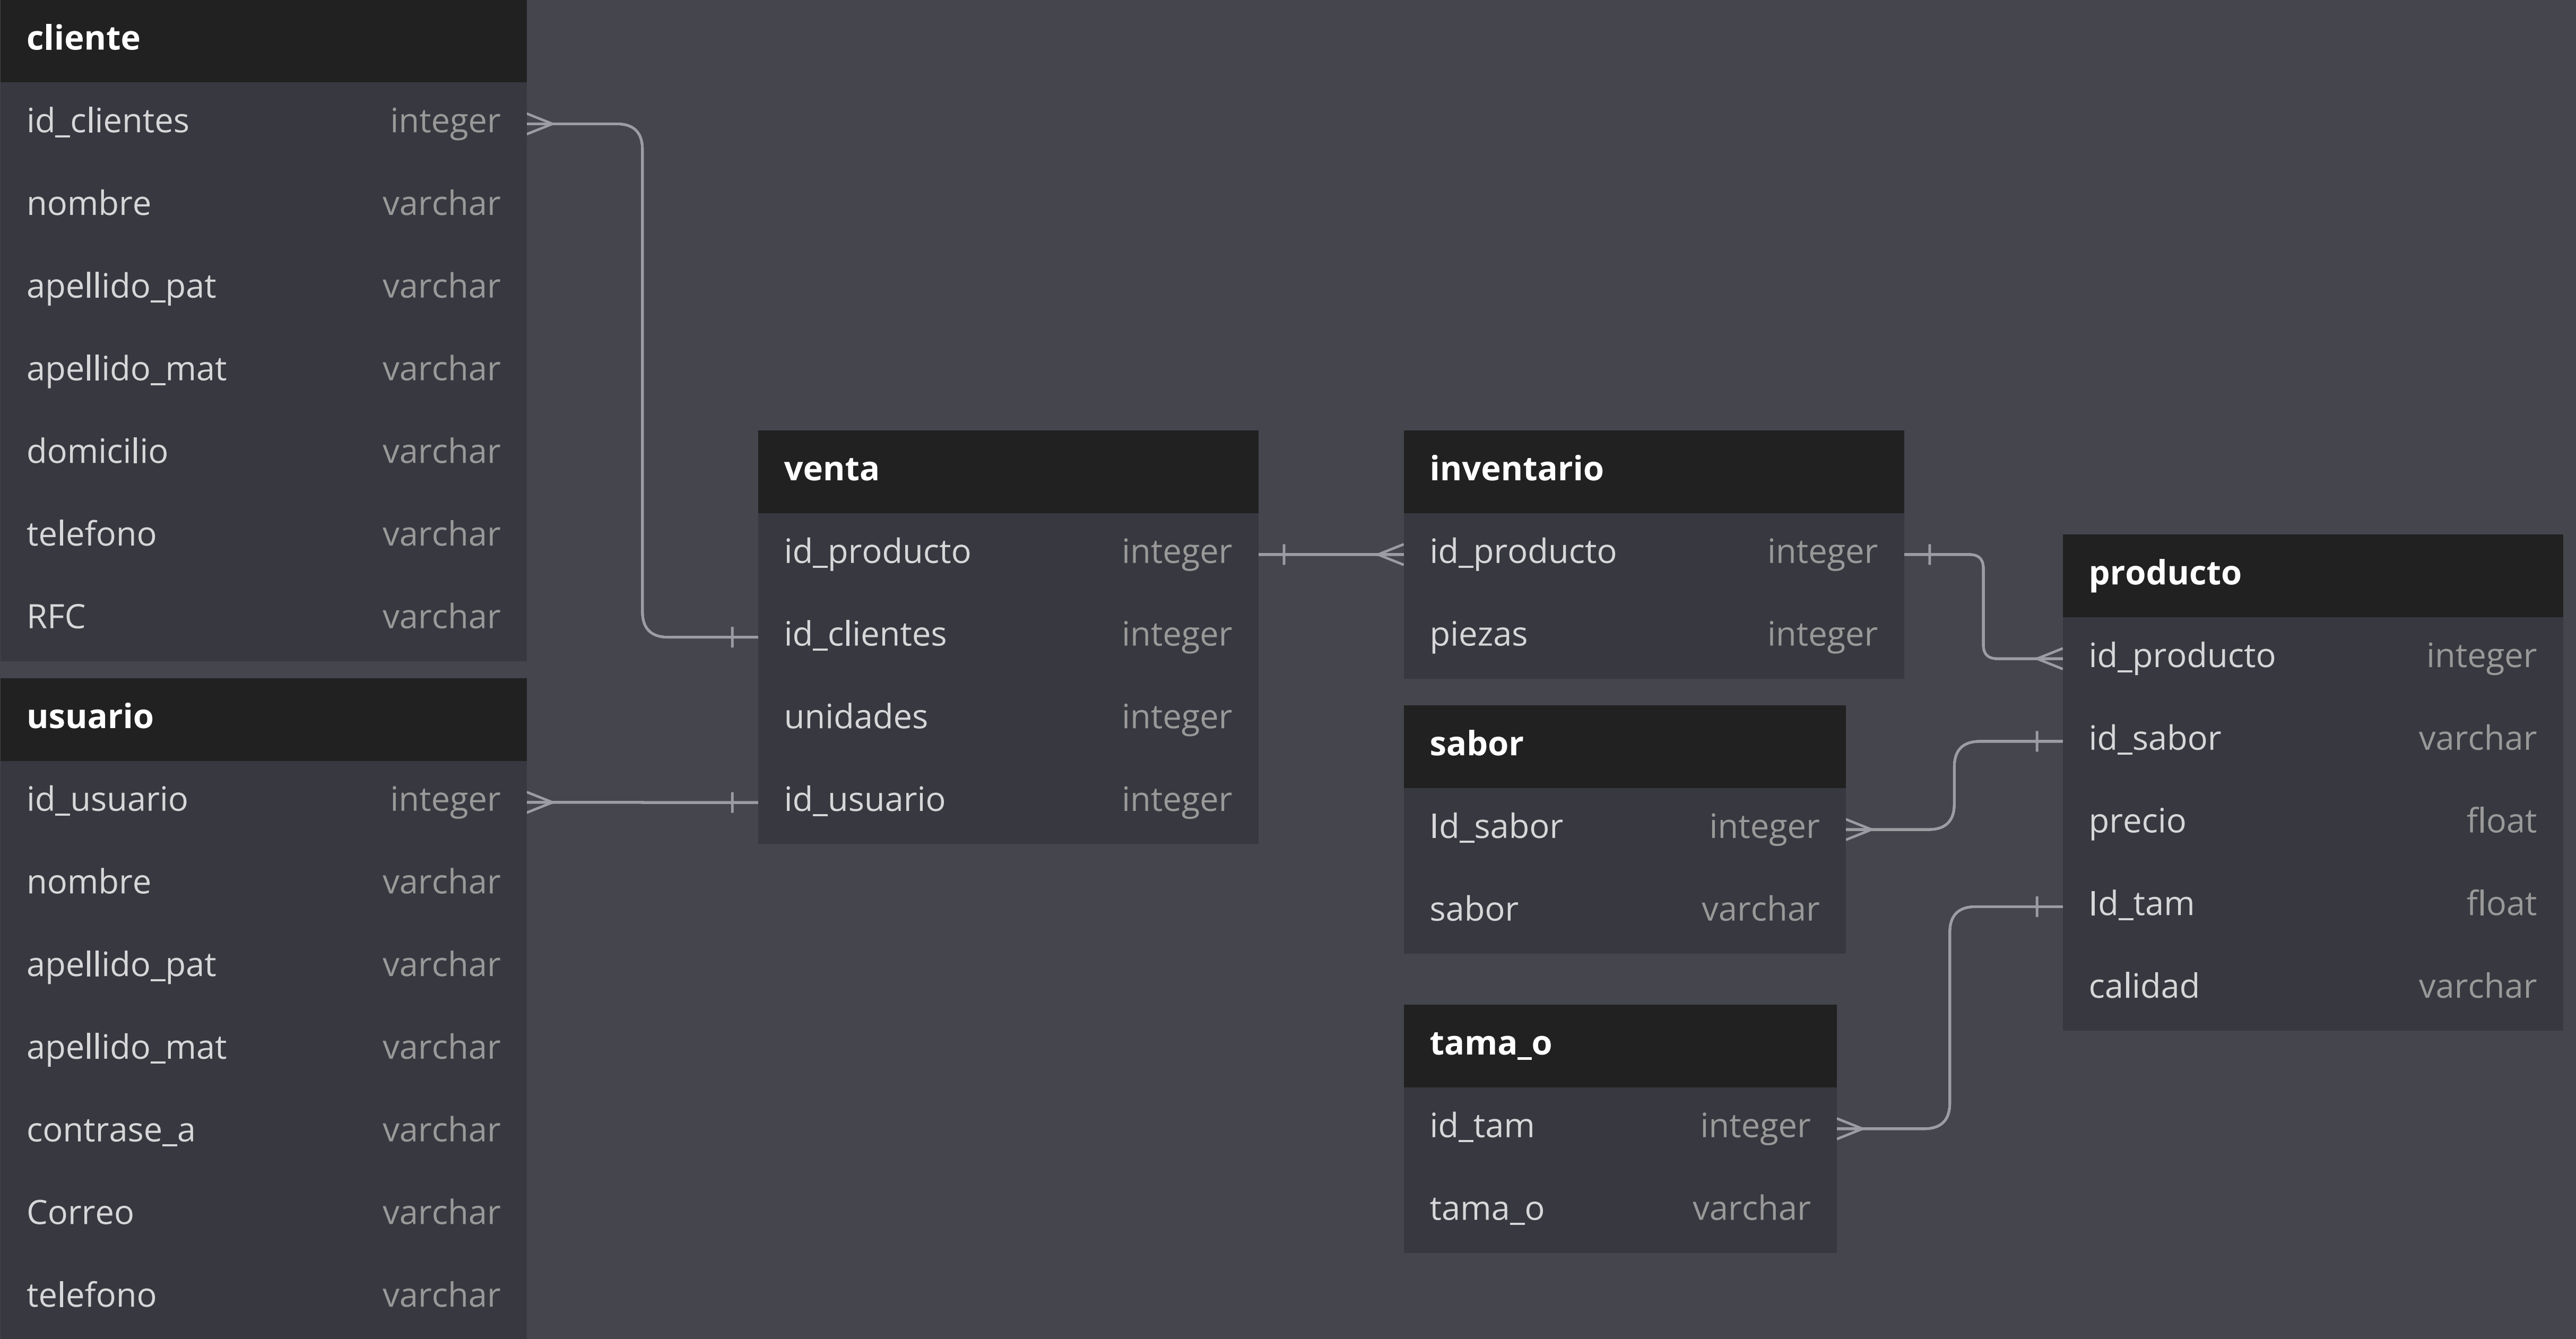 cliente
id_clientes integer
nombre varchar
apellido_pat varchar
apellido_mat varchar
domicilio varchar
telefono varchar
RFC varchar
usuario
id_usuario integer
nombre varchar
apellido_pat varchar
apellido_mat varchar
contrase_a varchar
Correo varchar
telefono varchar
venta
id_producto integer
id_clientes integer
unidades integer
id_usuario integer
inventario
id_producto integer
piezas integer
sabor
Id_sabor integer
sabor varchar
tama_o
id_tam integer
tama_o varchar
producto
id_producto integer
id_sabor varchar
precio float
Id_tam float
calidad varchar